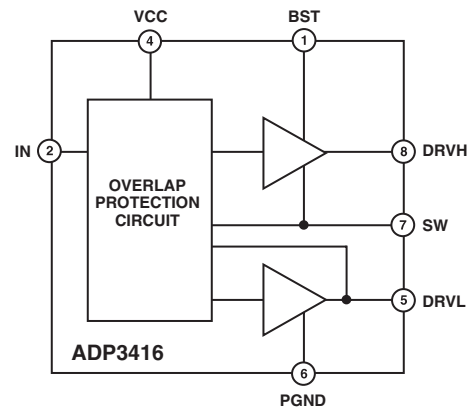 VCC
BST
4
1
IN
2
OVERLAP
PROTECTION
CIRCUIT
8
DRVH
7
SW
5
DRVL
ADP3416
6
PGND